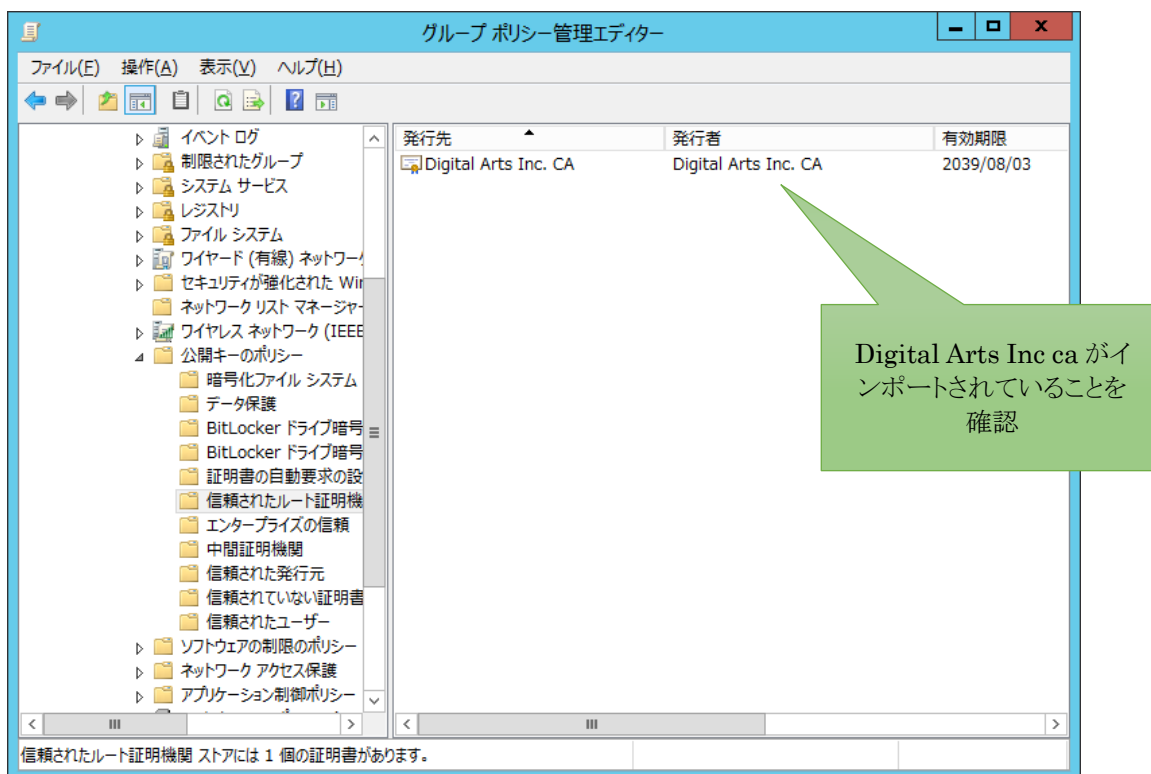 グループ ポリシー管理エディター
ファイル(F) 操作(A) 表示(V) ヘルプ(H)
イベント ログ
制限されたグループ
システム サービス
レジストリ
ファイル システム
ワイヤード (有線) ネットワーク
セキュリティが強化された Win
ネットワーク リスト マネージャー
ワイヤレス ネットワーク (IEEE
公開キーのポリシー
暗号化ファイル システム
データ保護
BitLocker ドライブ暗号
BitLocker ドライブ暗号
証明書の自動要求の設
信頼されたルート証明機
エンタープライズの信頼
中間証明機関
信頼された発行元
信頼されていない証明書
信頼されたユーザー
ソフトウェアの制限のポリシー
ネットワーク アクセス保護
アプリケーション制御ポリシー
発行先 発行者 有効期限
Digital Arts Inc. CA Digital Arts Inc. CA 2039/08/03
Digital Arts Inc ca がイ
ンポートされていることを
確認
信頼されたルート証明機関 ストアには 1 個の証明書があります。